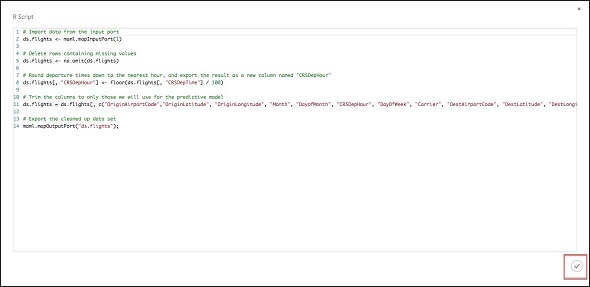 ×
R Script
1 # Import data from the input port
2 ds.flights <- maml.mapInputPort(1)
3
4 # Delete rows containing missing values
5 ds.flights <- na.omit(ds.flights)
6
7 # Round departure times down to the nearest hour, and export the result as a new column named "CRSDepHour"
8 ds.flights[, "CRSDepHour"] <- floor(ds.flights[, "CRSDepTime"] / 100)
9
10 # Trim the columns to only those we will use for the predictive model
11 ds.flights = ds.flights[, c("OriginAirportCode","OriginLatitude", "OriginLongitude", "Month", "DayofMonth", "CRSDepHour", "DayOfWeek", "Carrier", "DestAirportCode", "DestLatitude", "DestLongi
12
13 # Export the cleaned up data set
14 maml.mapOutputPort("ds.flights");